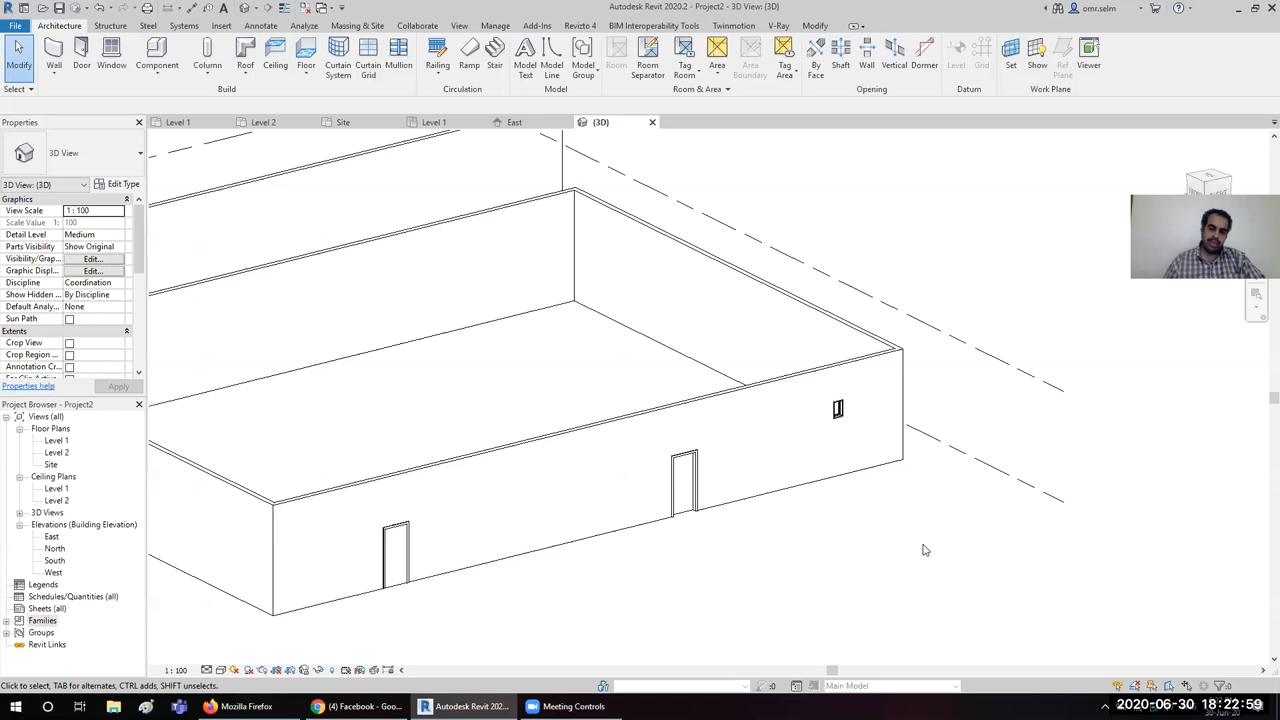 Autodesk Revit 2020.2 - Project2 - 3D View: {3D}
omr.selm
File Architecture Structure Steel Systems Insert Annotate Analyze Massing & Site Collaborate View Manage Add-Ins Revizto 4 BIM Interoperability Tools Twinmotion V-Ray Modify
Modify Wall Door Window Component Column Roof Ceiling Floor Curtain System Curtain Grid Mullion Railing Ramp Stair Model Text Model Line Model Group Room Room Separator Tag Room Area Area Boundary Tag Area By Face Shaft Wall Vertical Dormer Level Grid Set Show Ref Plane Viewer
Select Build Circulation Model Room & Area Opening Datum Work Plane
Properties
Level 1 Level 2 Site Level 1 East {3D}
3D View
3D View: {3D} Edit Type
Graphics
View Scale 1 : 100
Scale Value 1: 100
Detail Level Medium
Parts Visibility Show Original
Visibility/Grap... Edit...
Graphic Displ... Edit...
Discipline Coordination
Show Hidden ... By Discipline
Default Analy... None
Sun Path
Extents
Crop View
Crop Region ...
Annotation Cr...
Properties help Apply
Project Browser - Project2
Views (all)
Floor Plans
Level 1
Level 2
Site
Ceiling Plans
Level 1
Level 2
3D Views
Elevations (Building Elevation)
East
North
South
West
Legends
Schedules/Quantities (all)
Sheets (all)
Families
Groups
Revit Links
1 : 100
Click to select, TAB for alternates, CTRL adds, SHIFT unselects.
:0
Main Model
:0
Mozilla Firefox
(4) Facebook - Goo...
Autodesk Revit 202...
Meeting Controls
2020-06-30 18:22:59